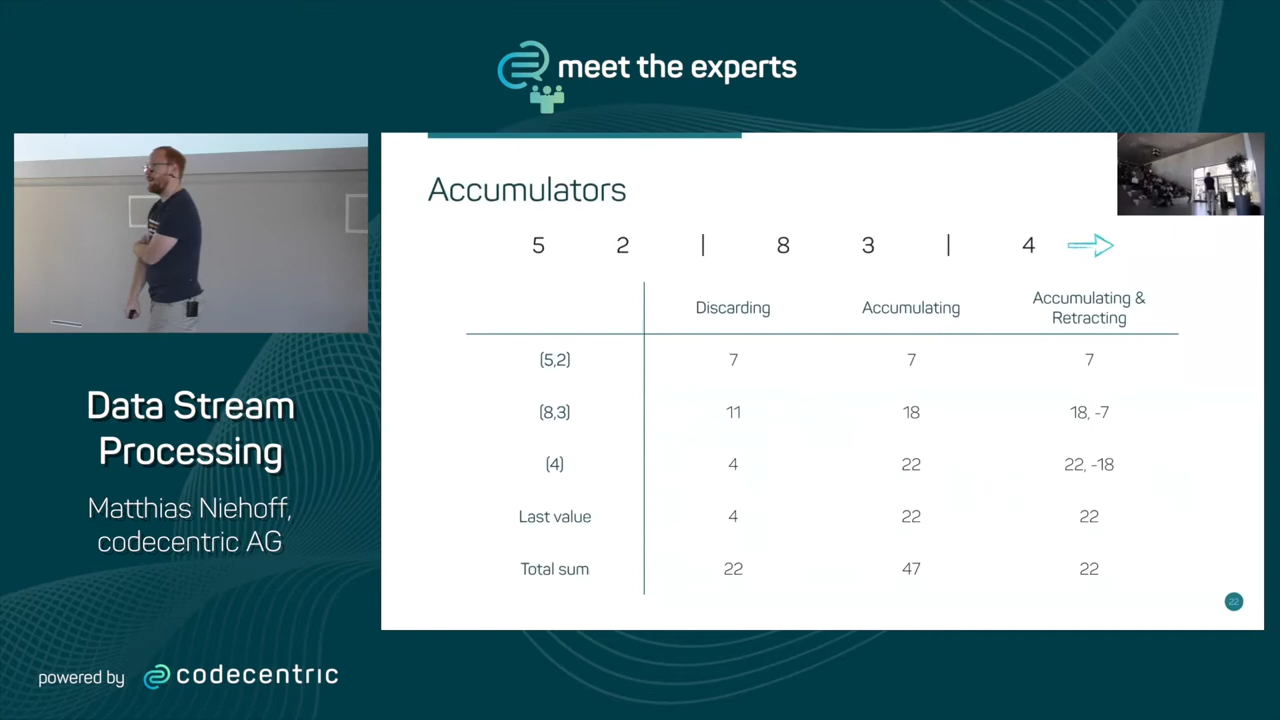 meet the experts
Accumulators
5 2 | 8 3 | 4
Discarding Accumulating Accumulating &
Retracting
(5,2) 7 7 7
(8,3) 11 18 18, -7
(4) 4 22 22, -18
Last value 4 22 22
Total sum 22 47 22
22
Data Stream
Processing
Matthias Niehoff,
codecentric AG
powered by codecentric